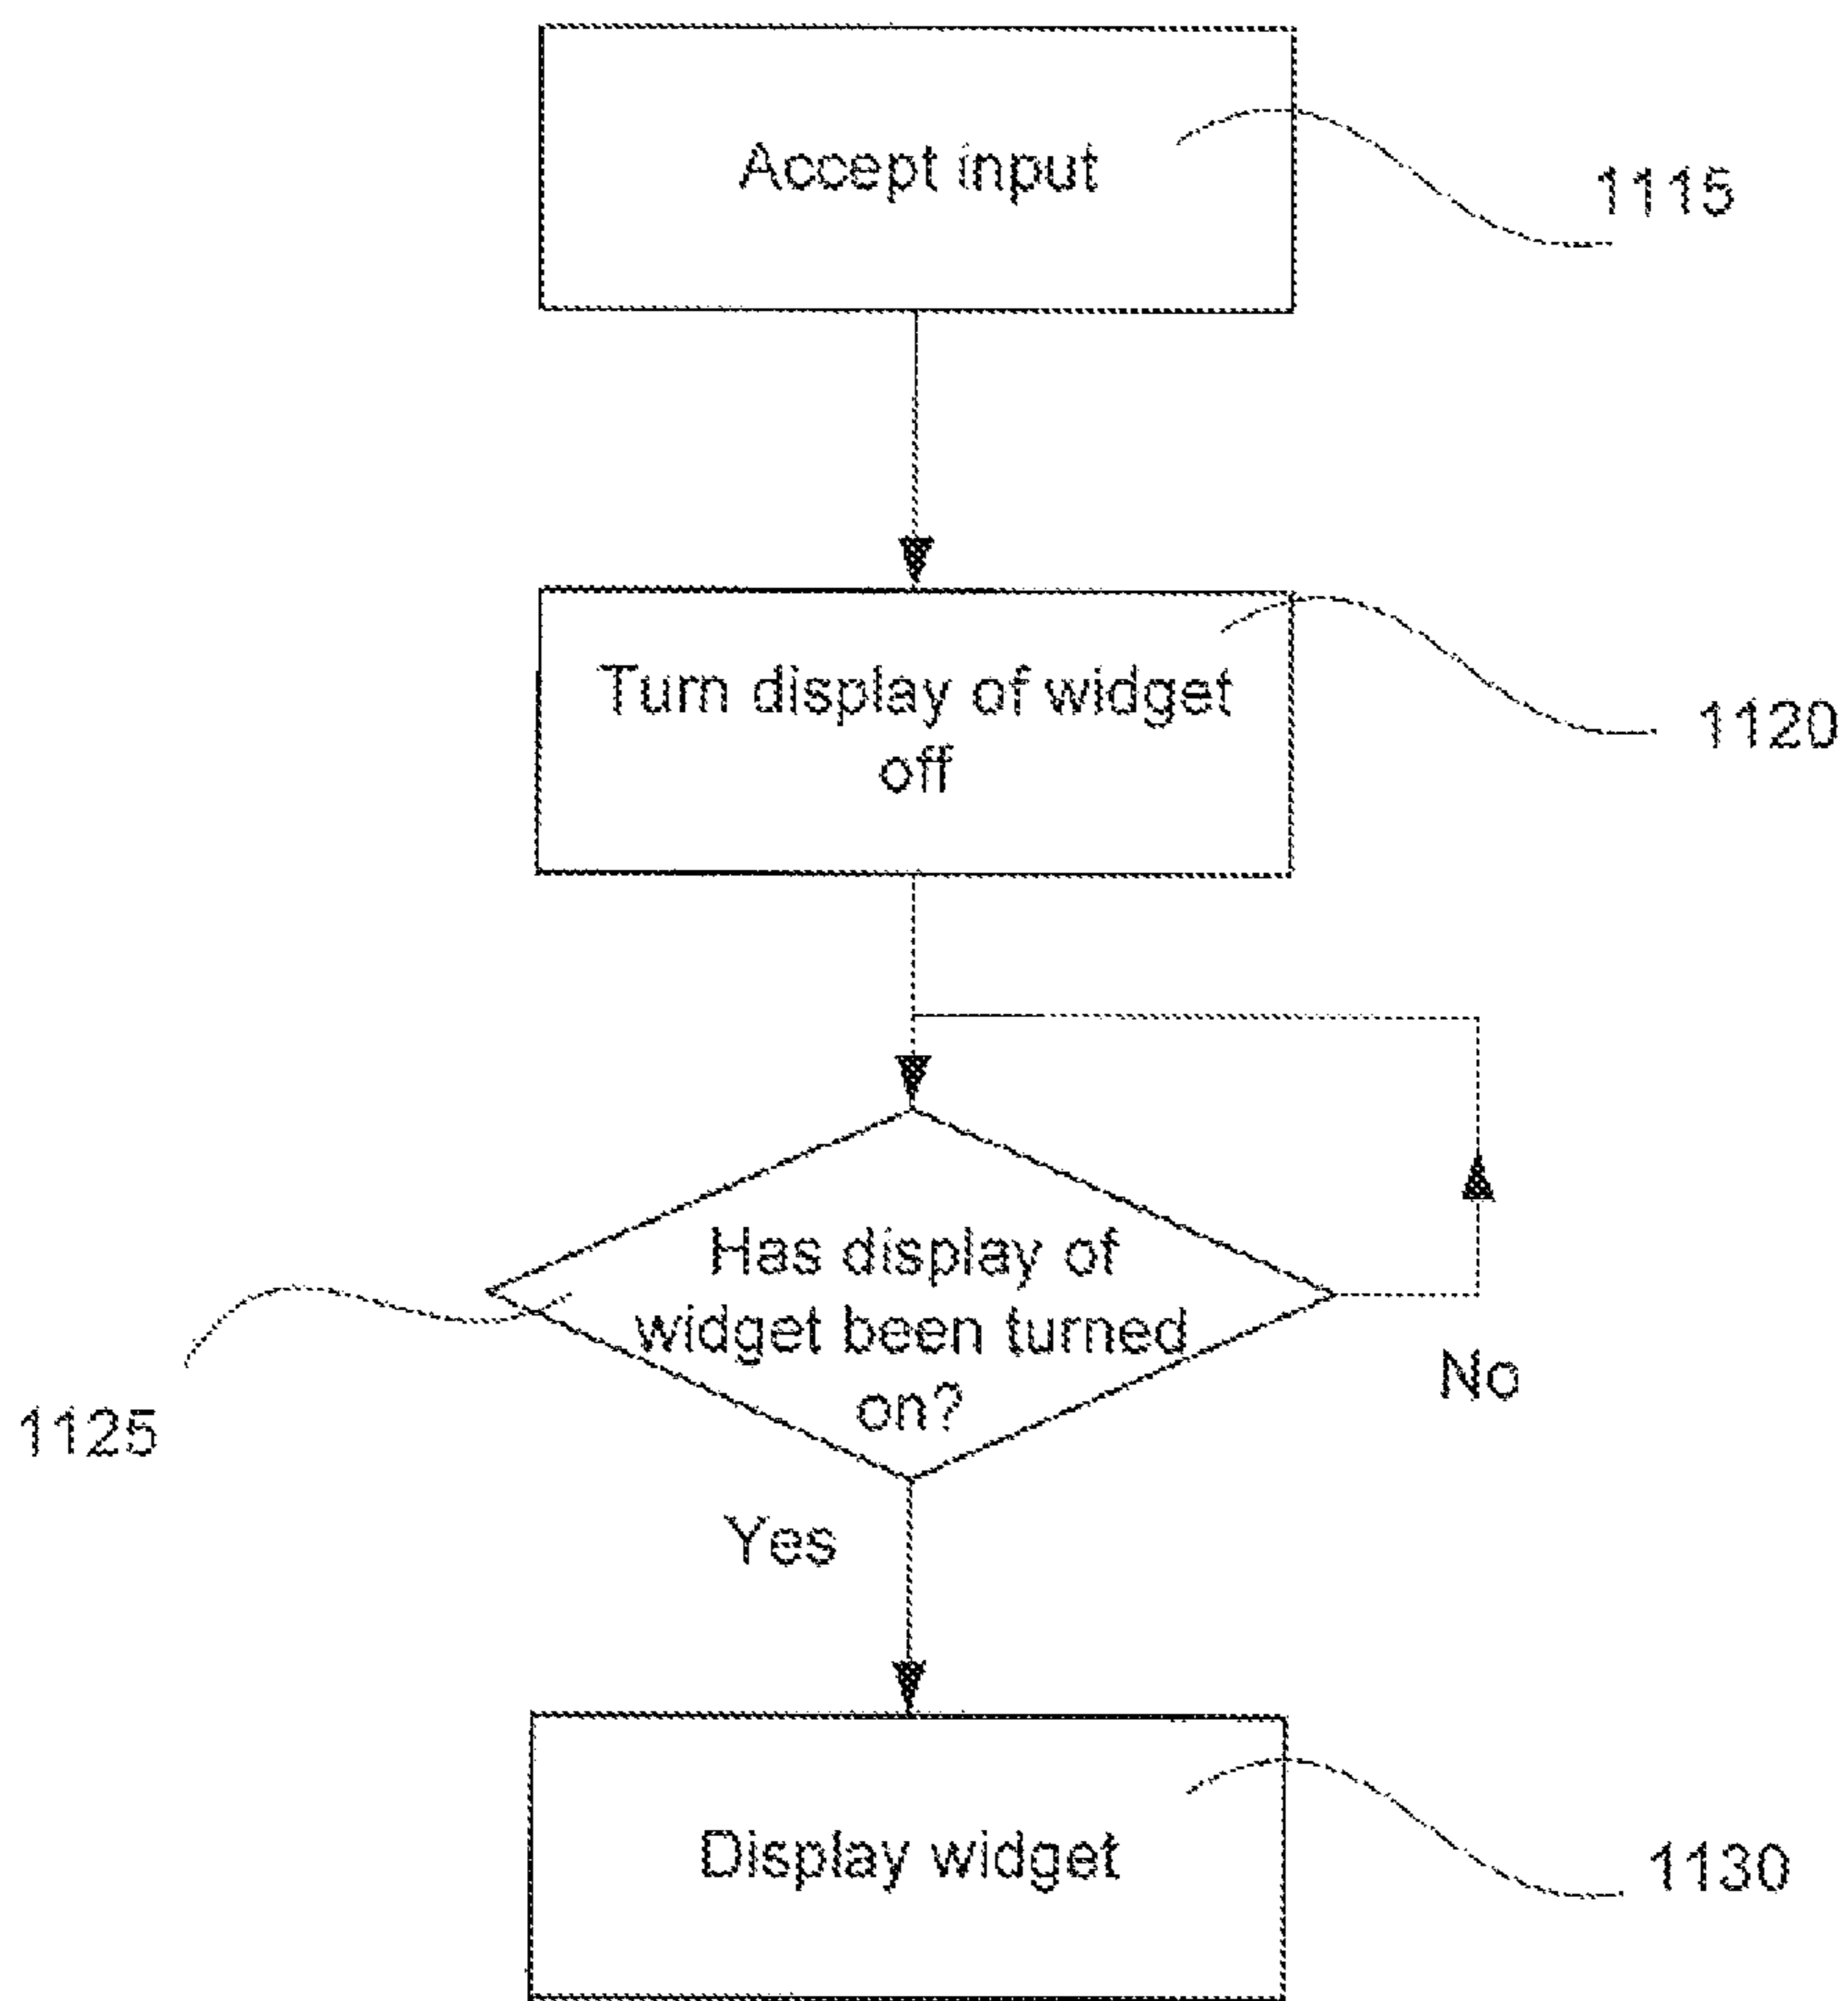 Accept input
1115
Turn display of widget
off
1120
Has display of
widget been turned
on?
No
1125
Yes
Display widget
1130